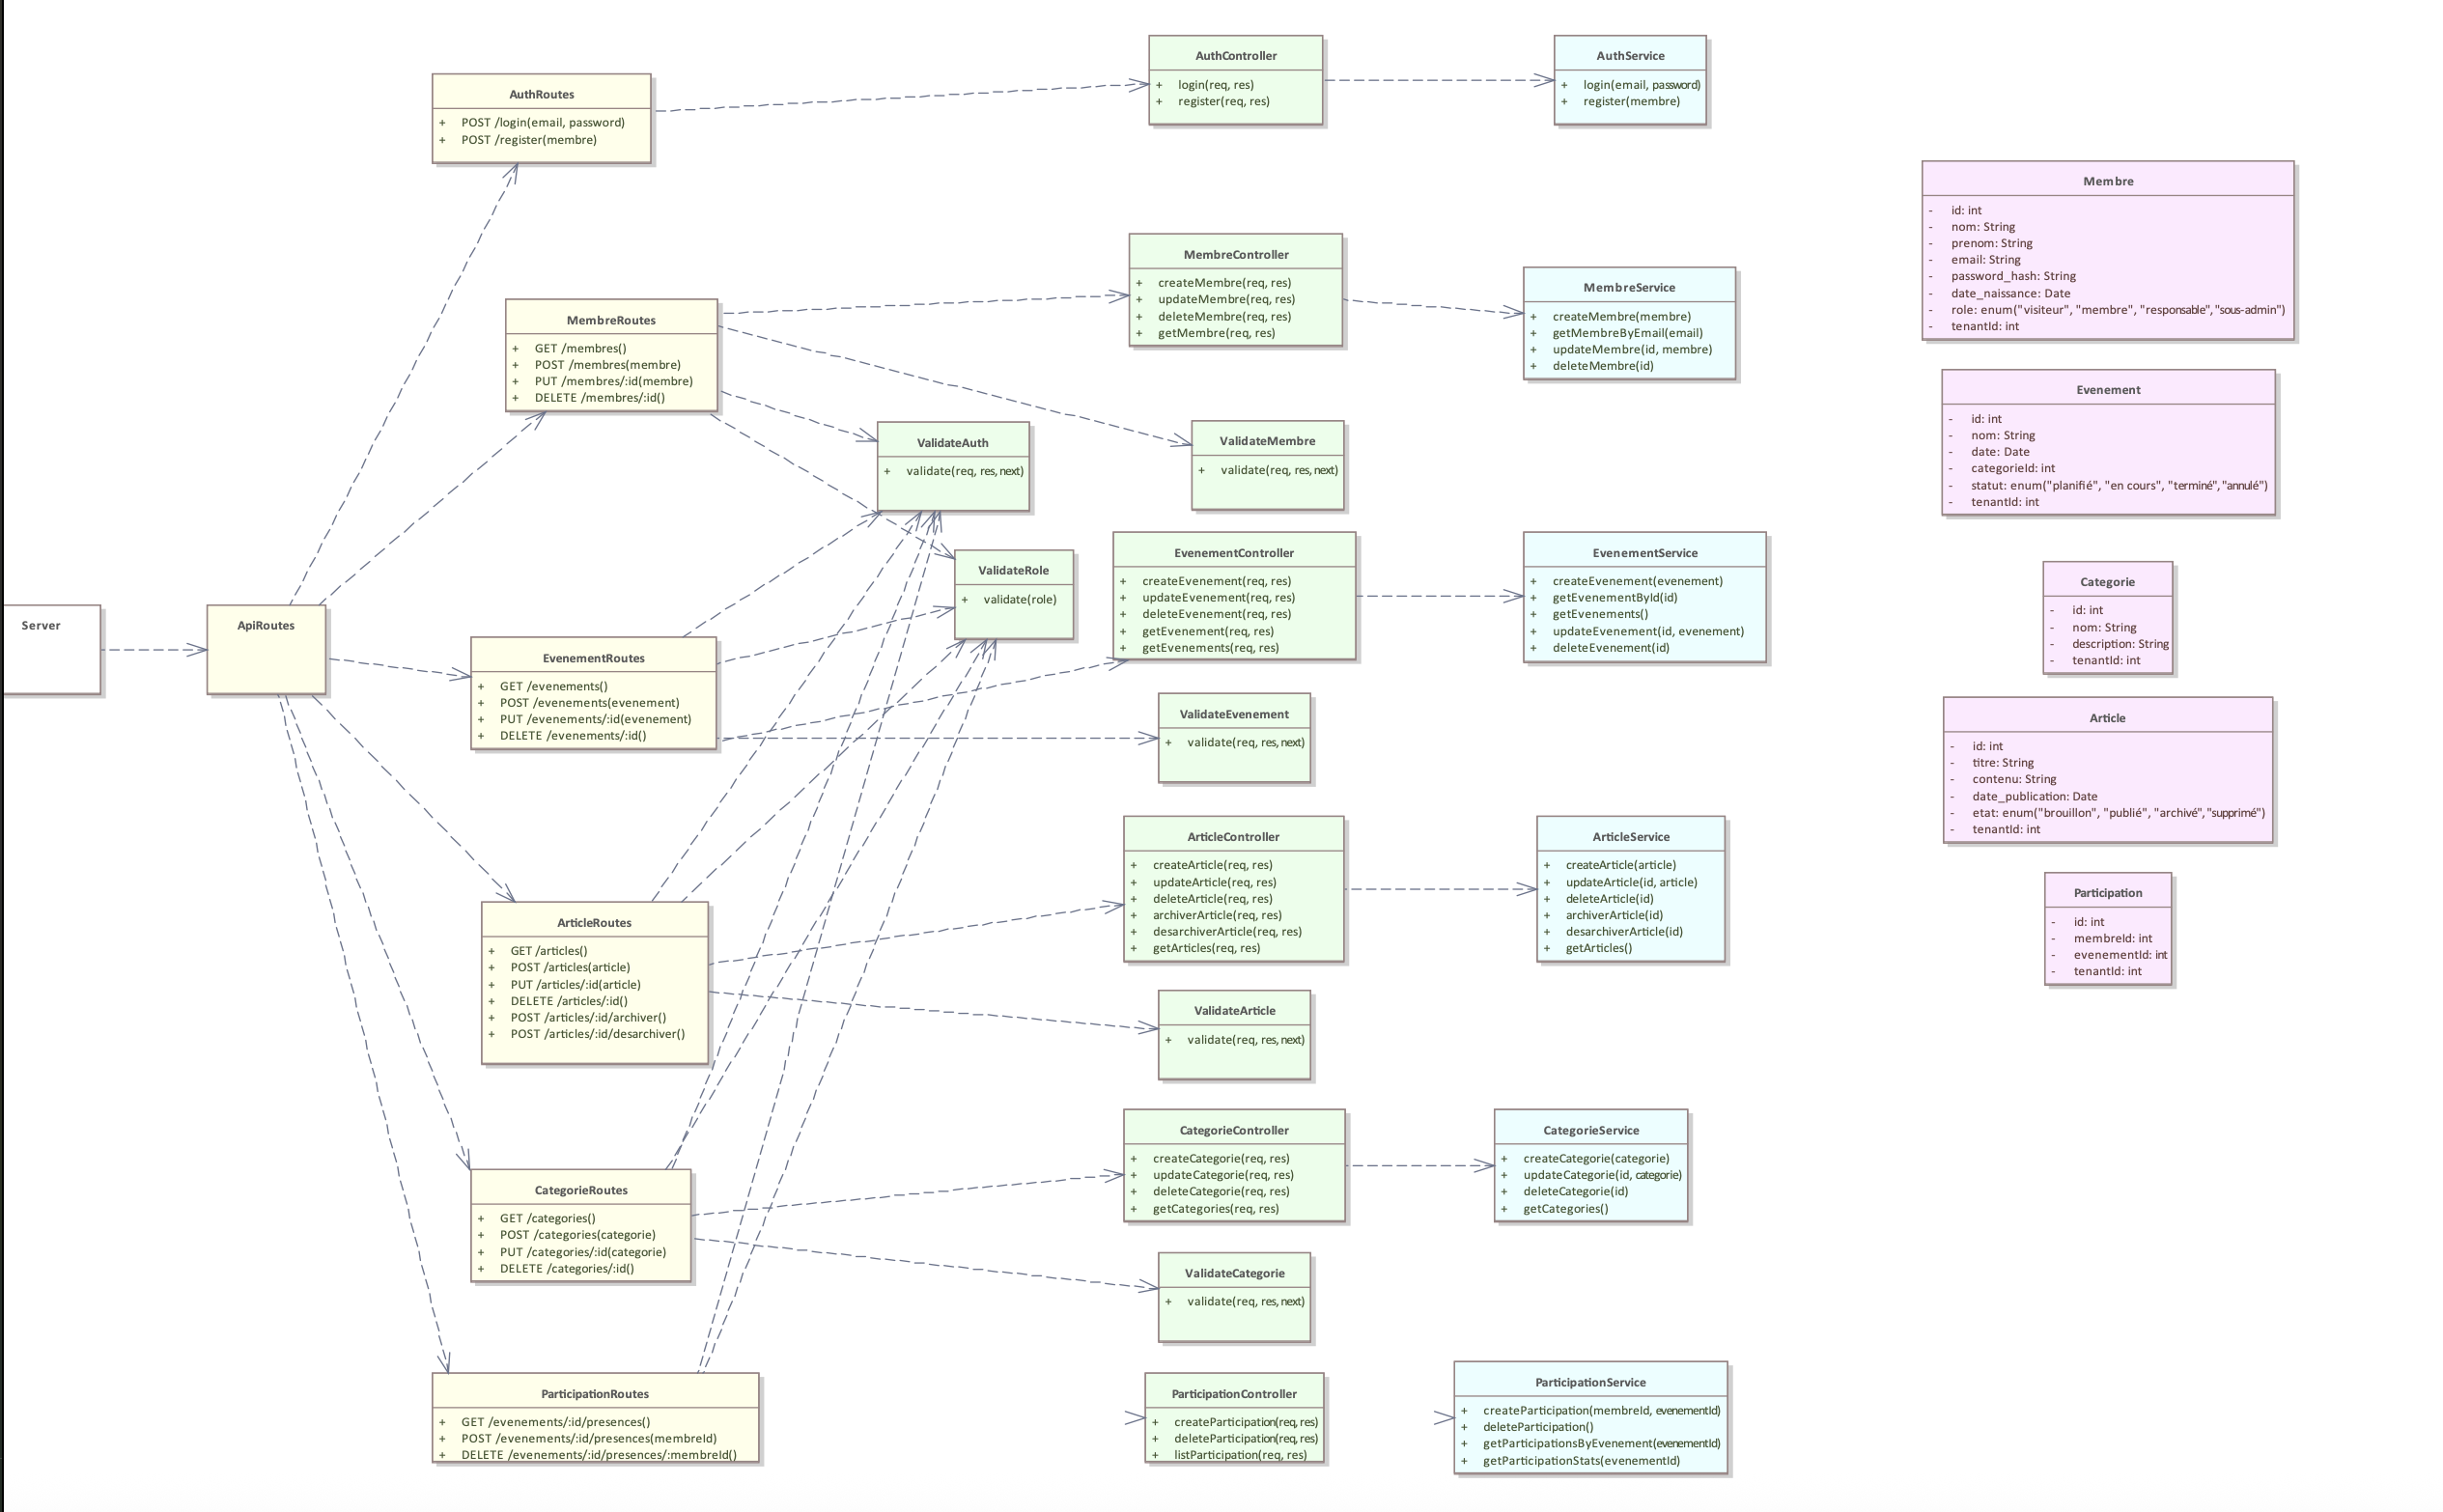 AuthRoutes
+ POST /login(email, password)
+ POST /register(membre)
AuthController
+ login(req, res)
+ register(req, res)
AuthService
+ login(email, password)
+ register(membre)
Membre
- id: int
- nom: String
- prenom: String
- email: String
- password_hash: String
- date_naissance: Date
- role: enum("visiteur", "membre", "responsable", "sous-admin")
- tenantId: int
MembreRoutes
+ GET /membres()
+ POST /membres(membre)
+ PUT /membres/:id(membre)
+ DELETE /membres/:id()
MembreController
+ createMembre(req, res)
+ updateMembre(req, res)
+ deleteMembre(req, res)
+ getMembre(req, res)
MembreService
+ createMembre(membre)
+ getMembreByEmail(email)
+ updateMembre(id, membre)
+ deleteMembre(id)
ValidateAuth
+ validate(req, res, next)
ValidateMembre
+ validate(req, res, next)
Evenement
- id: int
- nom: String
- date: Date
- categorieId: int
- statut: enum("planifié", "en cours", "terminé", "annulé")
- tenantId: int
Server
ApiRoutes
ValidateRole
+ validate(role)
EvenementRoutes
+ GET /evenements()
+ POST /evenements(evenement)
+ PUT /evenements/:id(evenement)
+ DELETE /evenements/:id()
EvenementController
+ createEvenement(req, res)
+ updateEvenement(req, res)
+ deleteEvenement(req, res)
+ getEvenement(req, res)
+ getEvenements(req, res)
EvenementService
+ createEvenement(evenement)
+ getEvenementById(id)
+ getEvenements()
+ updateEvenement(id, evenement)
+ deleteEvenement(id)
Categorie
- id: int
- nom: String
- description: String
- tenantId: int
ValidateEvenement
+ validate(req, res, next)
Article
- id: int
- titre: String
- contenu: String
- date_publication: Date
- etat: enum("brouillon", "publié", "archivé", "supprimé")
- tenantId: int
ArticleRoutes
+ GET /articles()
+ POST /articles(article)
+ PUT /articles/:id(article)
+ DELETE /articles/:id()
+ POST /articles/:id/archiver()
+ POST /articles/:id/desarchiver()
ArticleController
+ createArticle(req, res)
+ updateArticle(req, res)
+ deleteArticle(req, res)
+ archiverArticle(req, res)
+ desarchiverArticle(req, res)
+ getArticles(req, res)
ArticleService
+ createArticle(article)
+ updateArticle(id, article)
+ deleteArticle(id)
+ archiverArticle(id)
+ desarchiverArticle(id)
+ getArticles()
Participation
- id: int
- membreId: int
- evenementId: int
- tenantId: int
ValidateArticle
+ validate(req, res, next)
CategorieRoutes
+ GET /categories()
+ POST /categories(categorie)
+ PUT /categories/:id(categorie)
+ DELETE /categories/:id()
CategorieController
+ createCategorie(req, res)
+ updateCategorie(req, res)
+ deleteCategorie(req, res)
+ getCategories(req, res)
CategorieService
+ createCategorie(categorie)
+ updateCategorie(id, categorie)
+ deleteCategorie(id)
+ getCategories()
ValidateCategorie
+ validate(req, res, next)
ParticipationRoutes
+ GET /evenements/:id/presences()
+ POST /evenements/:id/presences(membreId)
+ DELETE /evenements/:id/presences/:membreId()
ParticipationController
+ createParticipation(req, res)
+ deleteParticipation(req, res)
+ listParticipation(req, res)
ParticipationService
+ createParticipation(membreId, evenementId)
+ deleteParticipation()
+ getParticipationsByEvenement(evenementId)
+ getParticipationStats(evenementId)